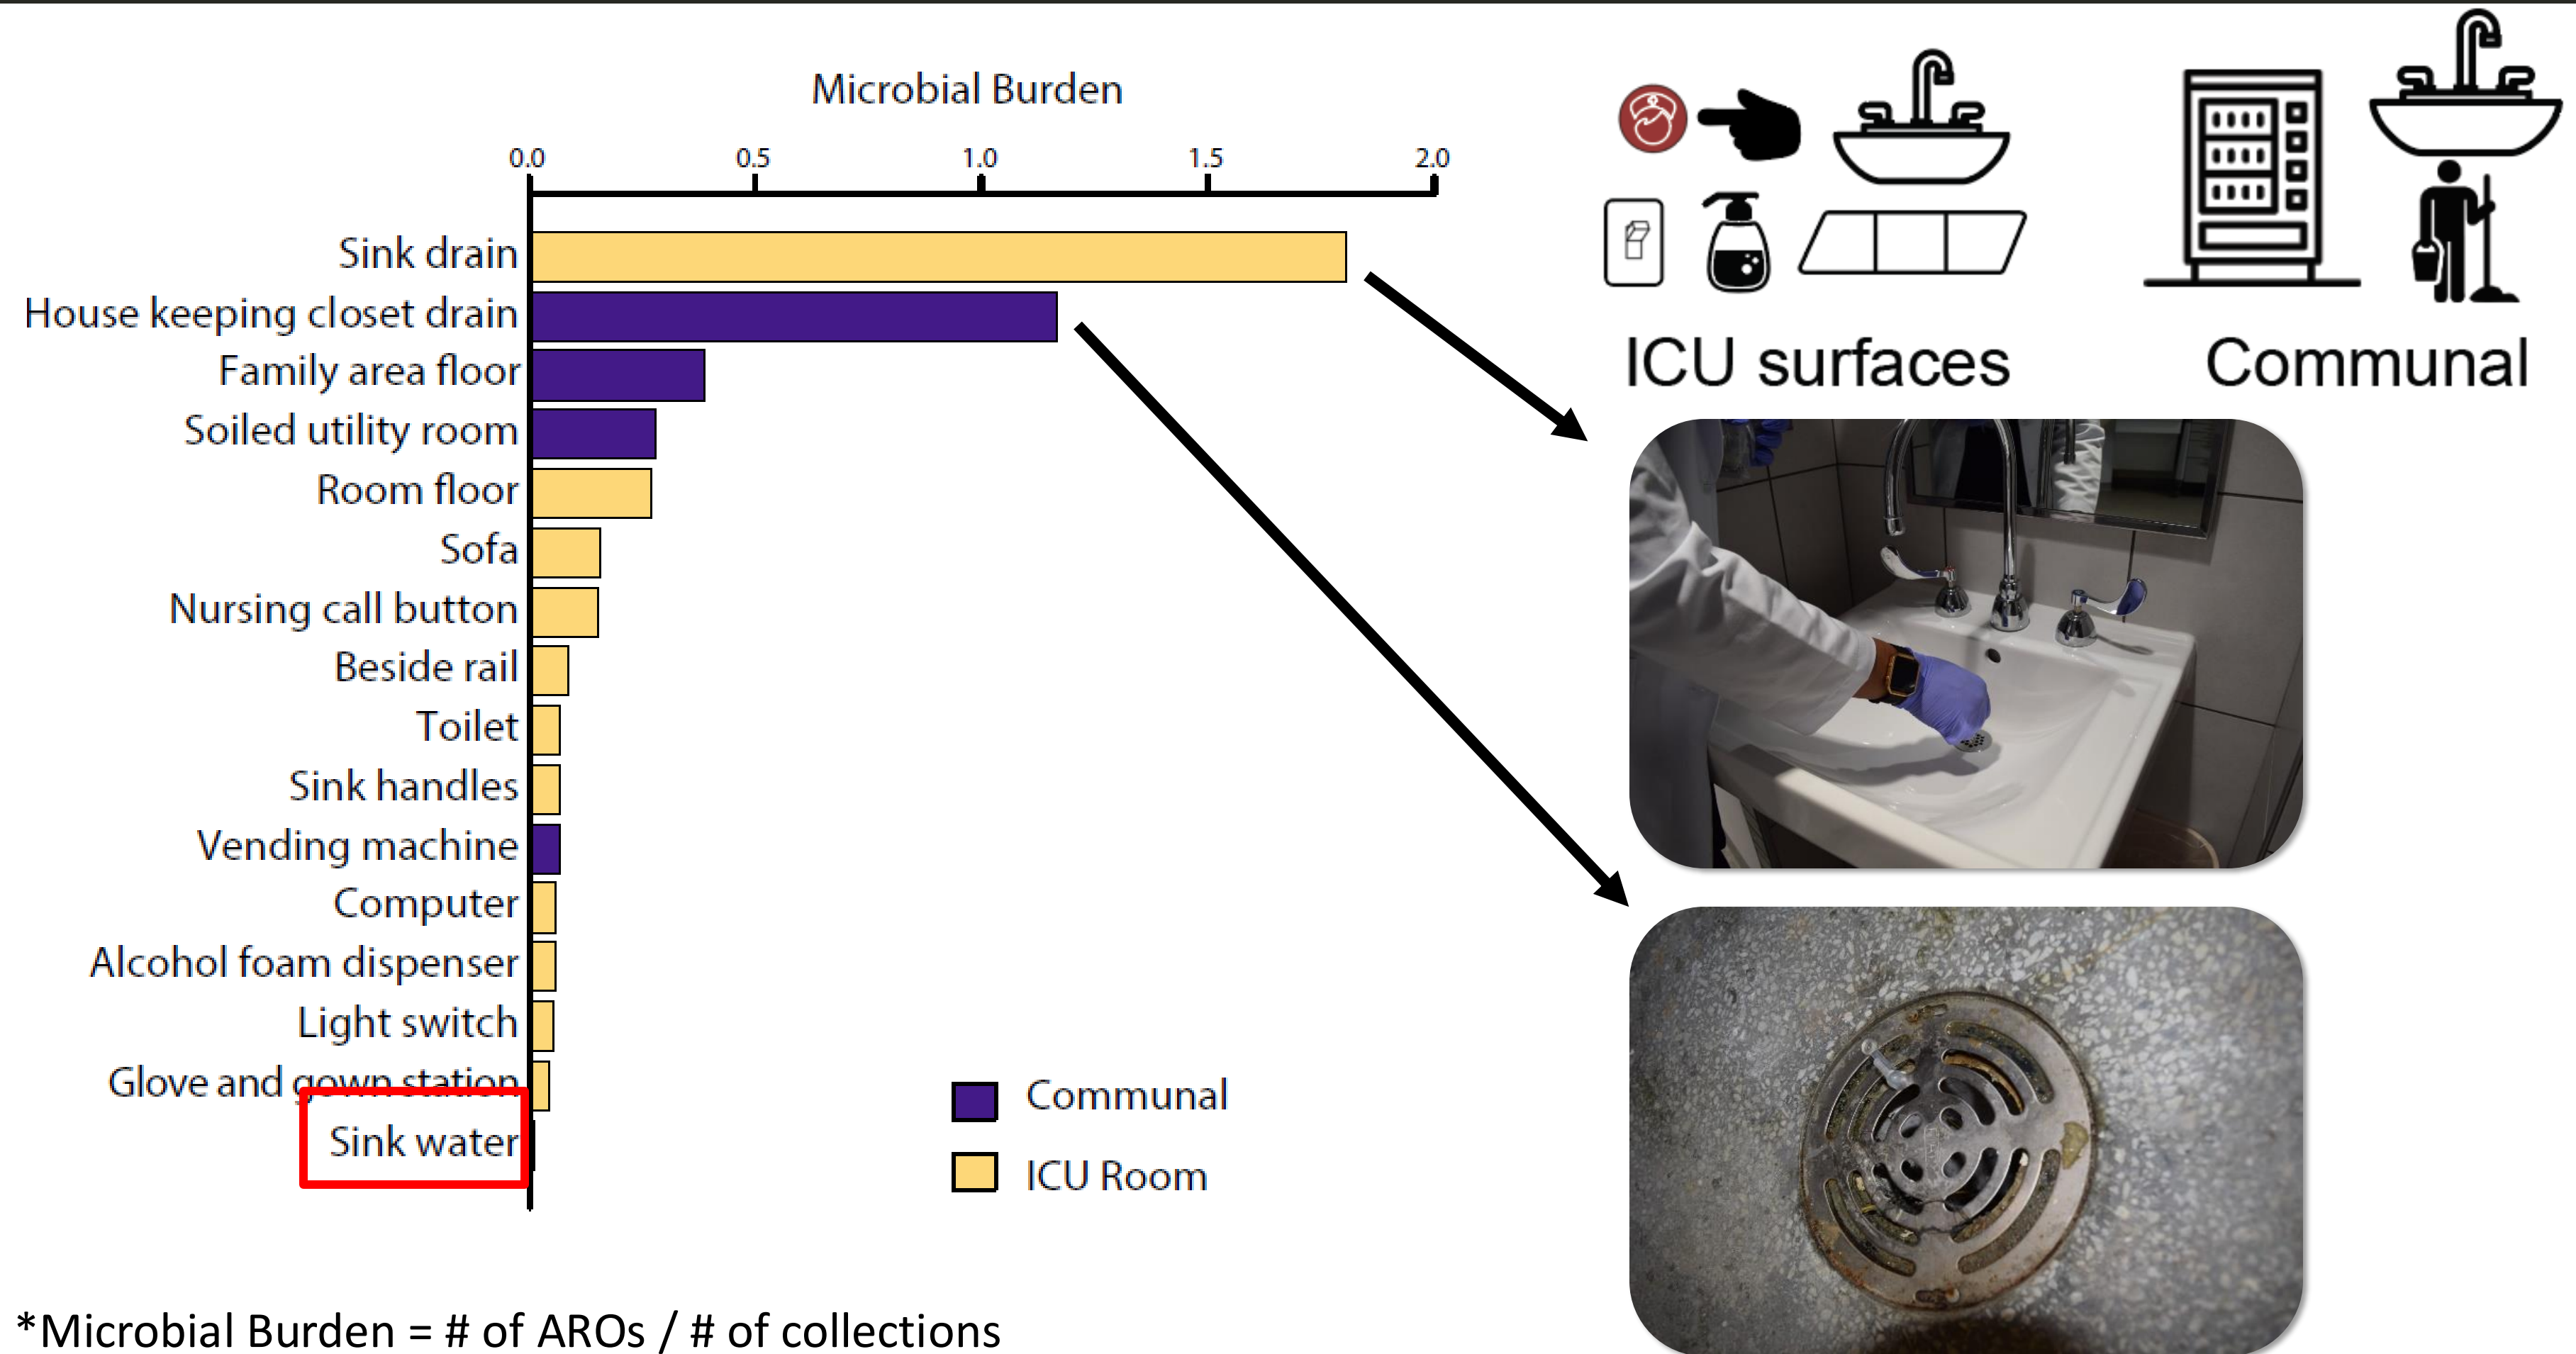 Microbial Burden
0.0 0.5 1.0 1.5 2.0
Sink drain
House keeping closet drain
Family area floor
Soiled utility room
Room floor
Sofa
Nursing call button
Beside rail
Toilet
Sink handles
Vending machine
Computer
Alcohol foam dispenser
Light switch
Glove and gown station
Sink water
Communal
ICU Room
*Microbial Burden = # of AROs / # of collections
ICU surfaces
Communal